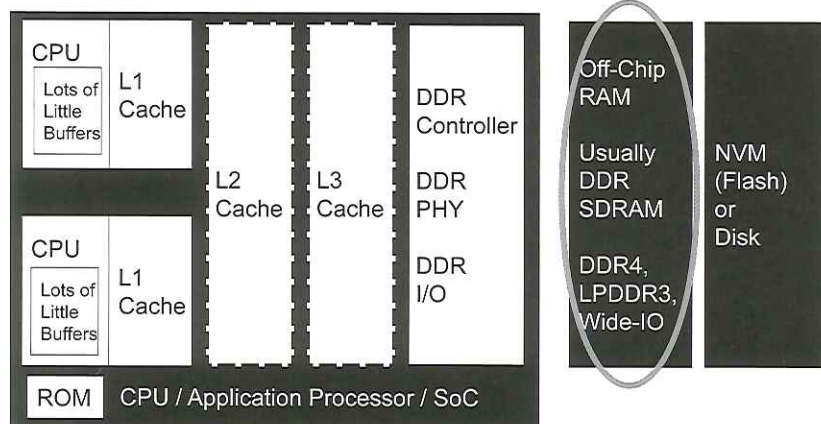 CPU
Lots of
Little
Buffers
L1
Cache
CPU
Lots of
Little
Buffers
L1
Cache
L2
Cache
L3
Cache
DDR
Controller
DDR
PHY
DDR
I/O
ROM
CPU / Application Processor / SoC
Off-Chip
RAM
Usually
DDR
SDRAM
DDR4,
LPDDR3,
Wide-IO
NVM
(Flash)
or
Disk